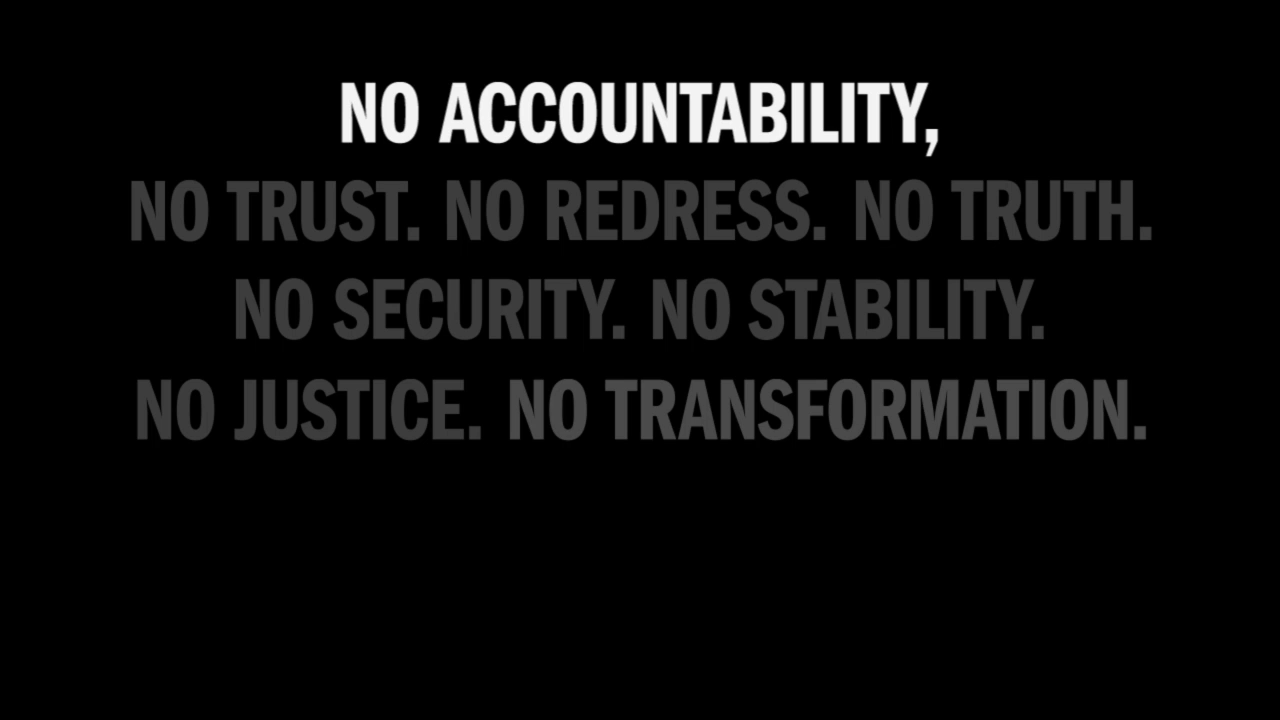 NO ACCOUNTABILITY,
NO TRUST. NO REDRESS. NO TRUTH.
NO SECURITY. NO STABILITY.
NO JUSTICE. NO TRANSFORMATION.